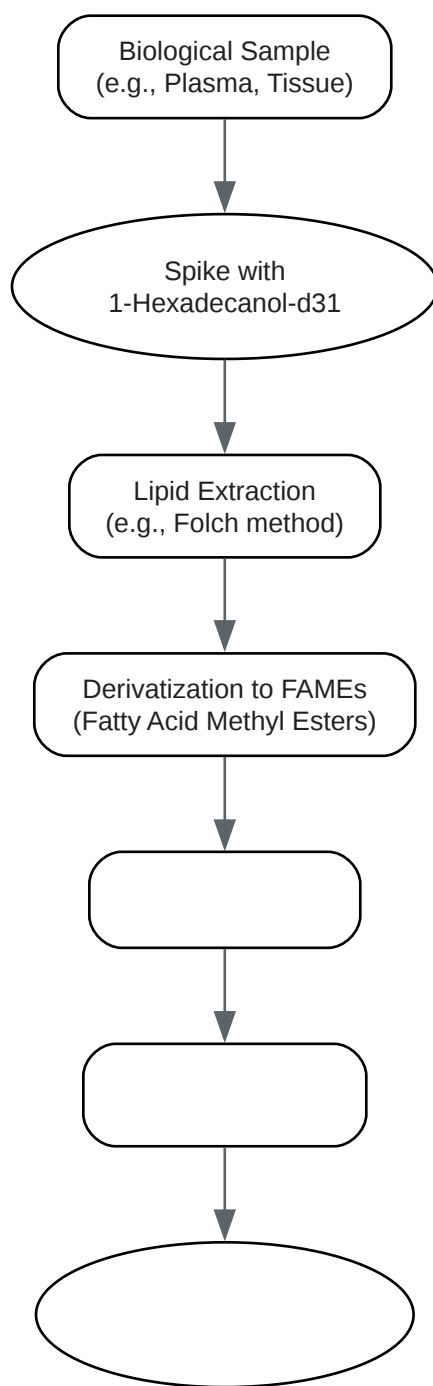 Biological Sample
(e.g., Plasma, Tissue)
Spike with
1-Hexadecanol-d31
Lipid Extraction
(e.g., Folch method)
Derivatization to FAMEs
(Fatty Acid Methyl Esters)